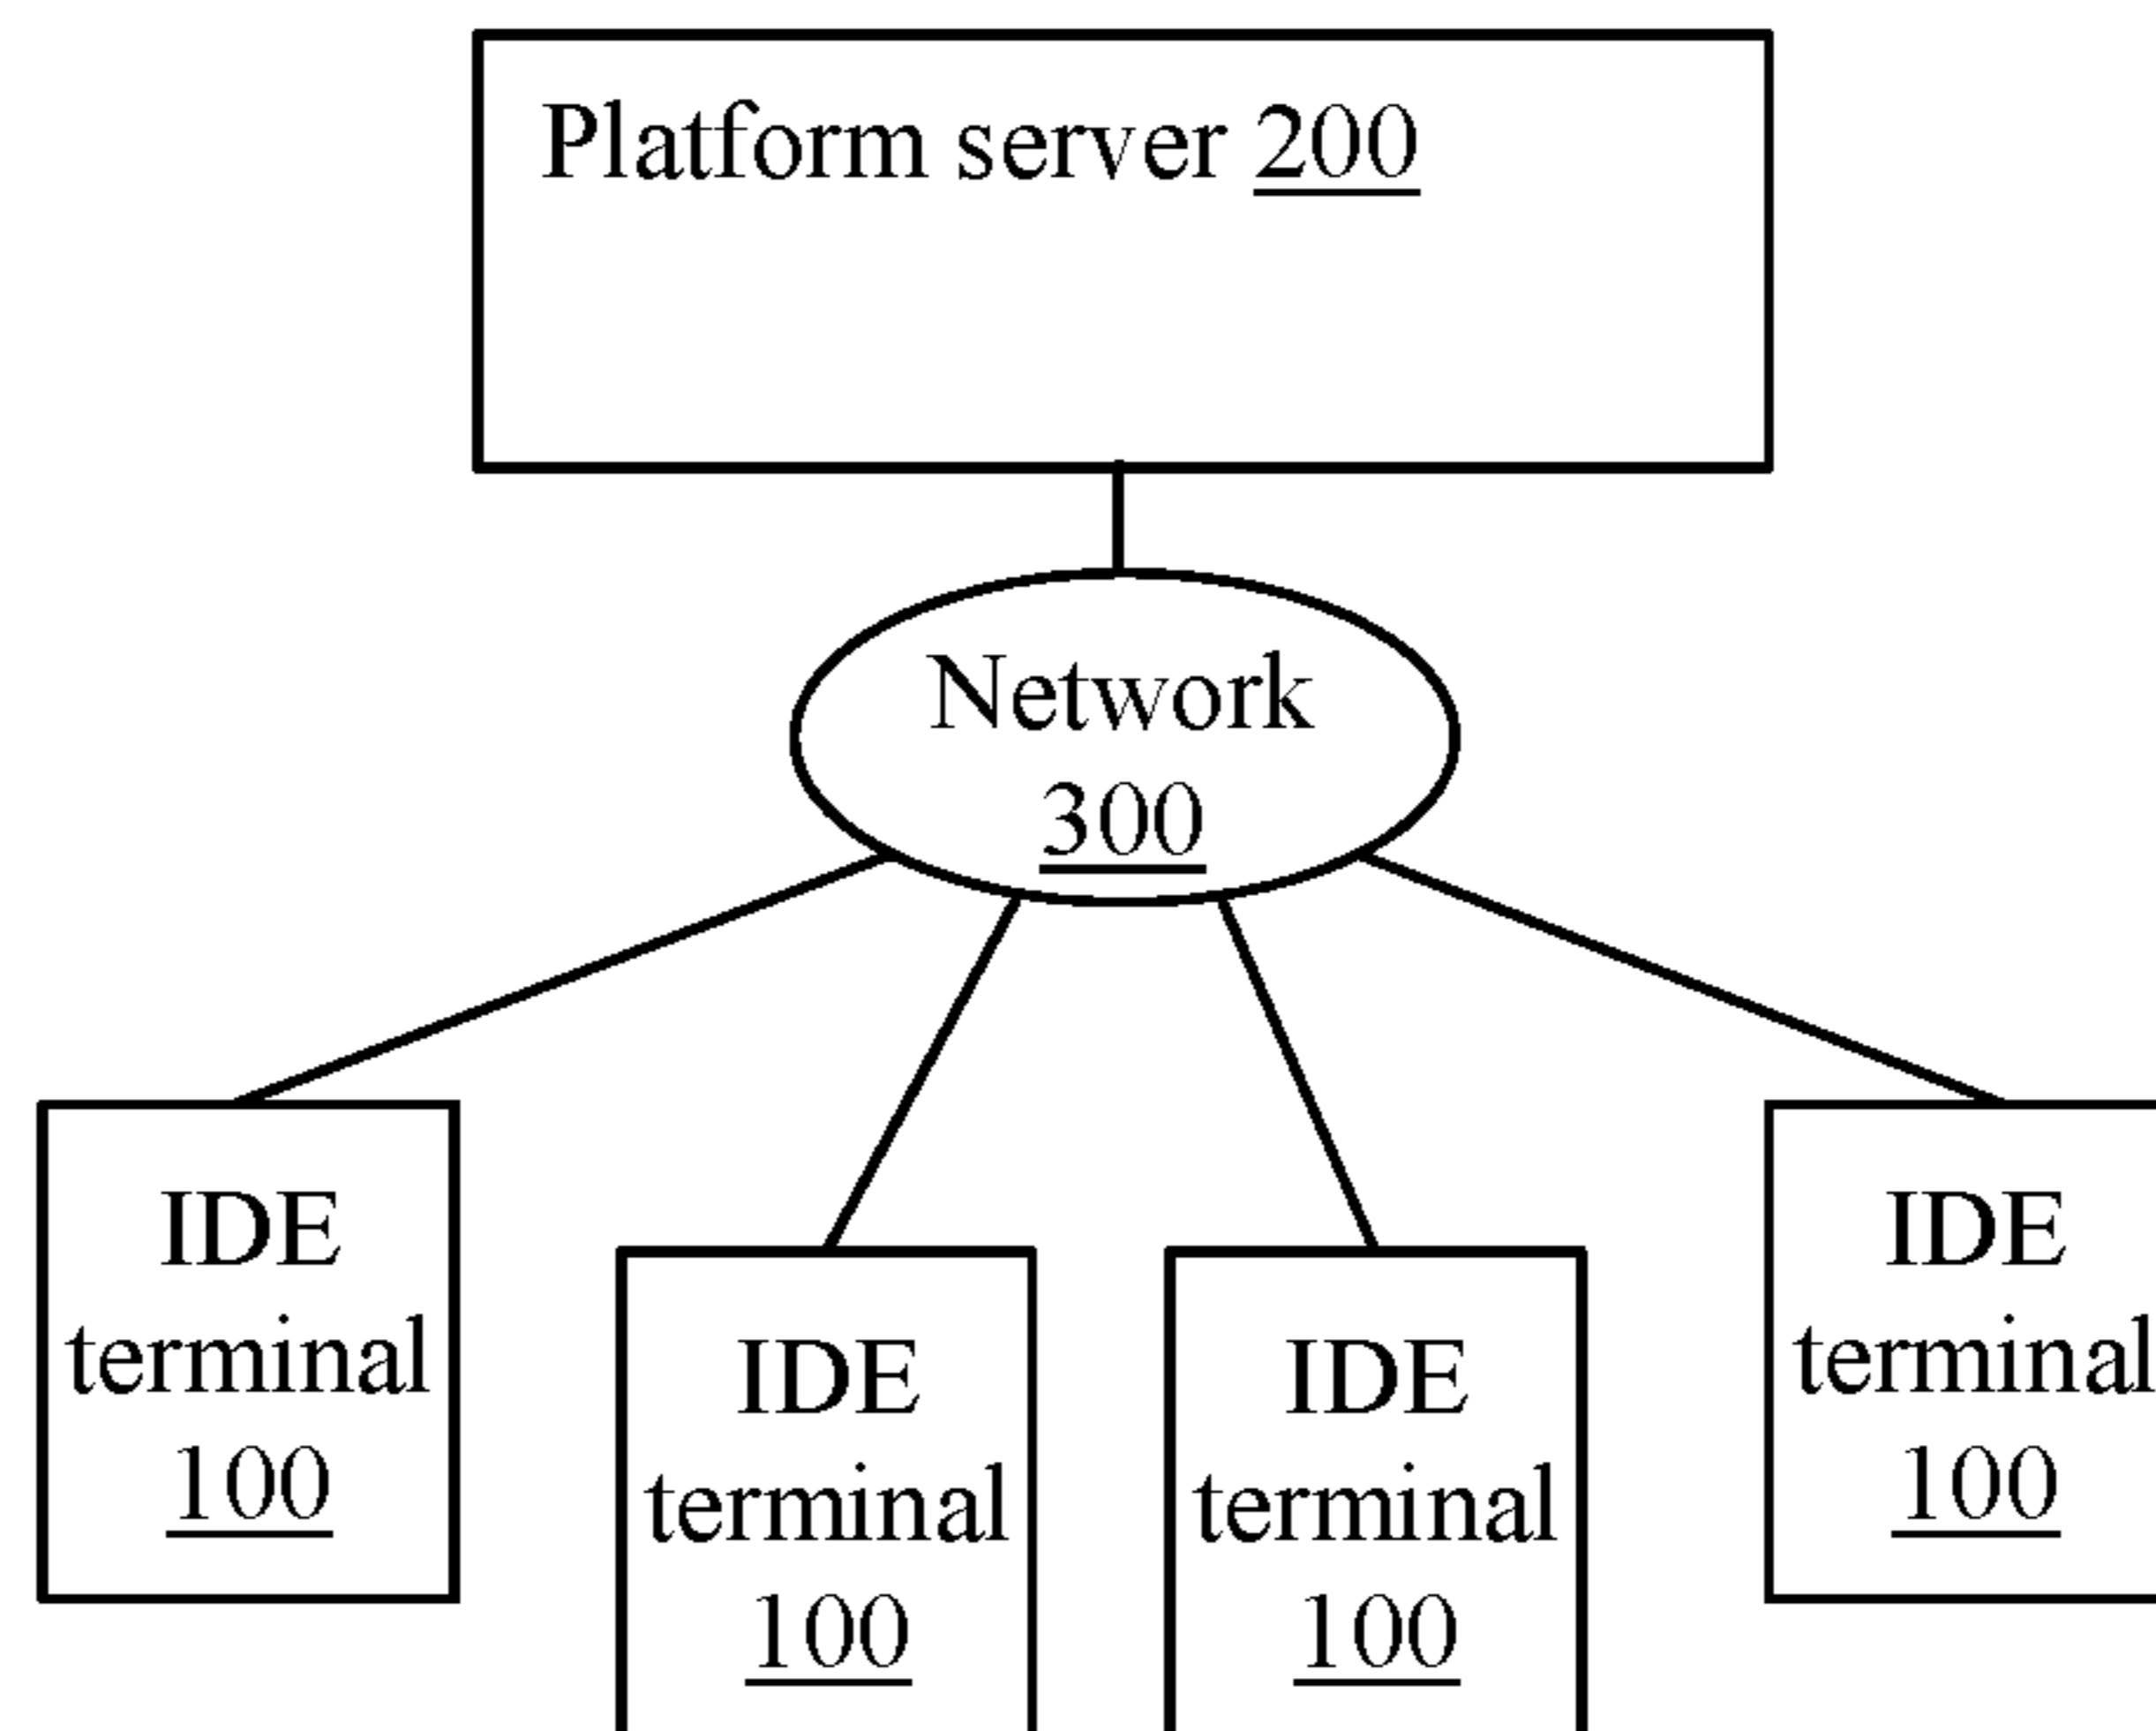 Platform server 200
Network
300
IDE
terminal
100
IDE
terminal
100
IDE
terminal
100
IDE
terminal
100